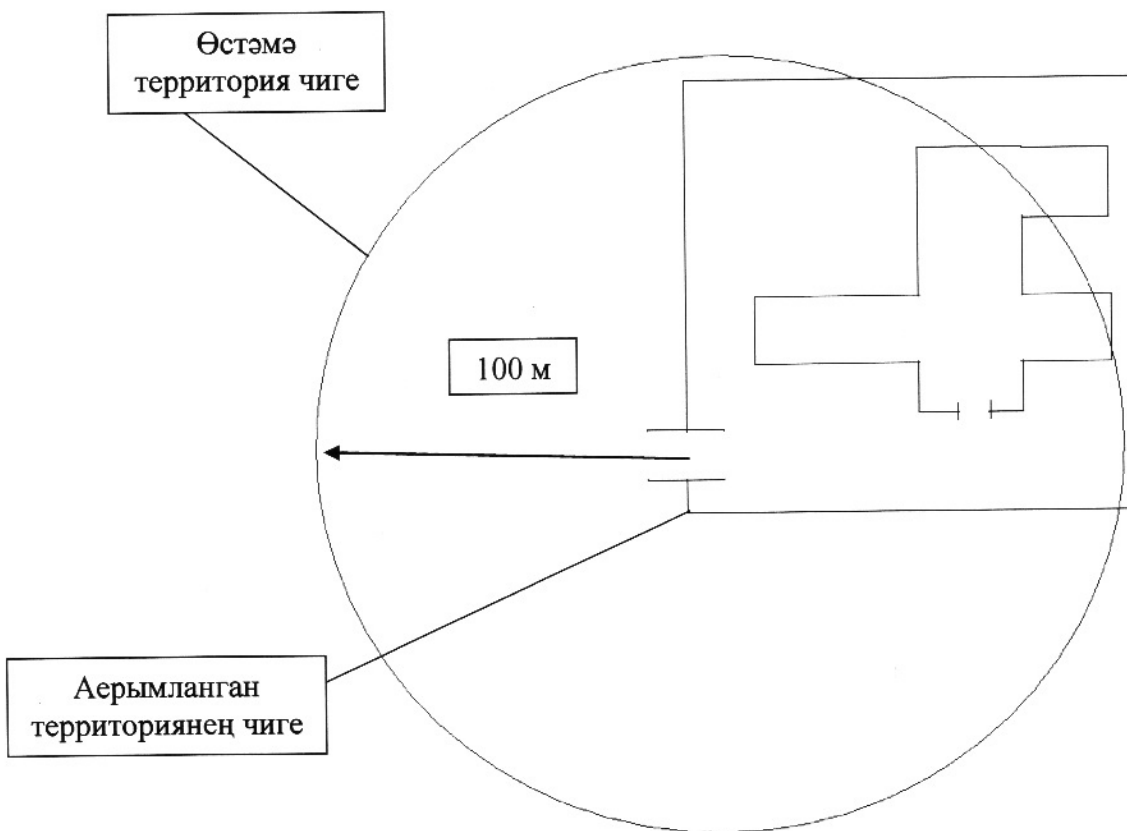 Өстәмә
территория чиге
100 м
Аерымланган
территориянең чиге